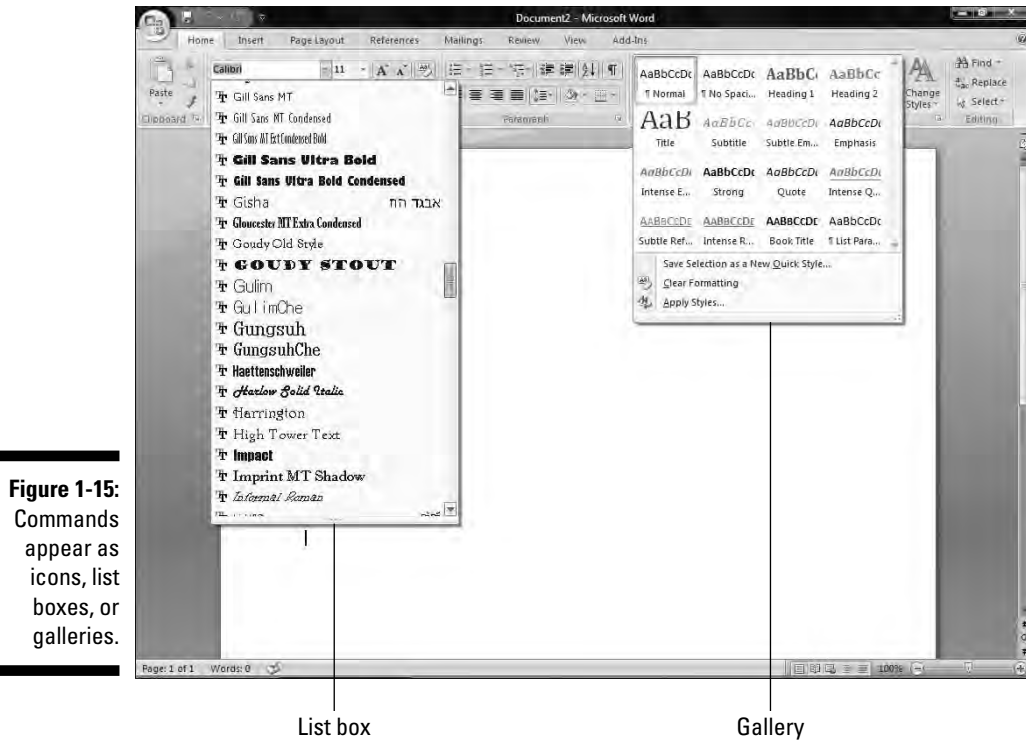 Document2 - Microsoft Word
Home Insert Page Layout References Mailings Review View Add-Ins
Calibri 11
Paste
Clipboard
Paragraph
Change
Styles
Find
Replace
Select
Editing
Gill Sans MT
Gill Sans MT Condensed
Gill Sans MT Ext Condensed Bold
Gill Sans Ultra Bold
Gill Sans Ultra Bold Condensed
Gisha אבגד הח
Gloucester MT Extra Condensed
Goudy Old Style
GOUDY STOUT
Gulim
GulimChe
Gungsuh
GungsuhChe
Haettenschweiler
Harlow Solid Italic
Harrington
High Tower Text
Impact
Imprint MT Shadow
Informal Roman
AaBbCcDc AaBbCcDc AaBbC AaBbCc
¶ Normal ¶ No Spaci... Heading 1 Heading 2
AaB AaBbCc AaBbCcDi AaBbCcDi
Title Subtitle Subtle Em... Emphasis
AaBbCcDi AaBbCcDc AaBbCcDi AaBbCcDi
Intense E... Strong Quote Intense Q...
AABBCCDE AABBCCDE AABBCCDE AaBbCcDc
Subtle Ref... Intense R... Book Title ¶ List Para...
Save Selection as a New Quick Style...
Clear Formatting
Apply Styles...
Page: 1 of 1 Words: 0
100%
Figure 1-15:
Commands
appear as
icons, list
boxes, or
galleries.
List box Gallery